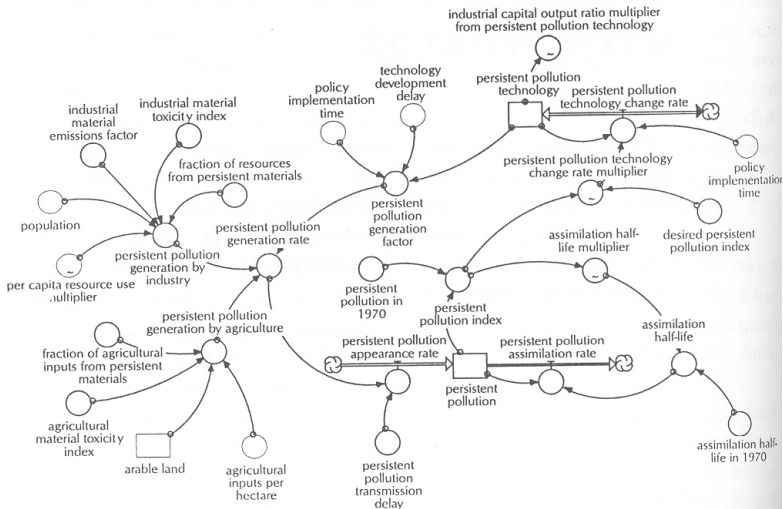 industrial capital output ratio multiplier
from persistent pollution technology
technology
development
delay
persistent pollution
technology
persistent pollution
technology change rate
policy
implementation
time
industrial material
toxicity index
industrial
material
emissions factor
fraction of resources
from persistent materials
persistent pollution technology
change rate multiplier
policy
implementation
time
persistent
pollution
generation
factor
population
persistent pollution
generation rate
desired persistent
pollution index
assimilation half-
life multiplier
persistent pollution
generation by
industry
per capita resource use
multiplier
persistent
pollution in
1970
persistent
pollution index
persistent pollution
generation by agriculture
assimilation
half-life
persistent pollution
appearance rate
persistent pollution
assimilation rate
fraction of agricultural
inputs from persistent
materials
persistent
pollution
agricultural
material toxicity
index
arable land
agricultural
inputs per
hectare
persistent
pollution
transmission
delay
assimilation half-
life in 1970
~
~
~
~